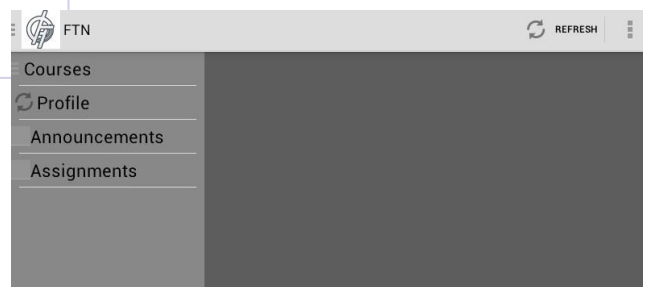 FTN
REFRESH
Courses
Profile
Announcements
Assignments